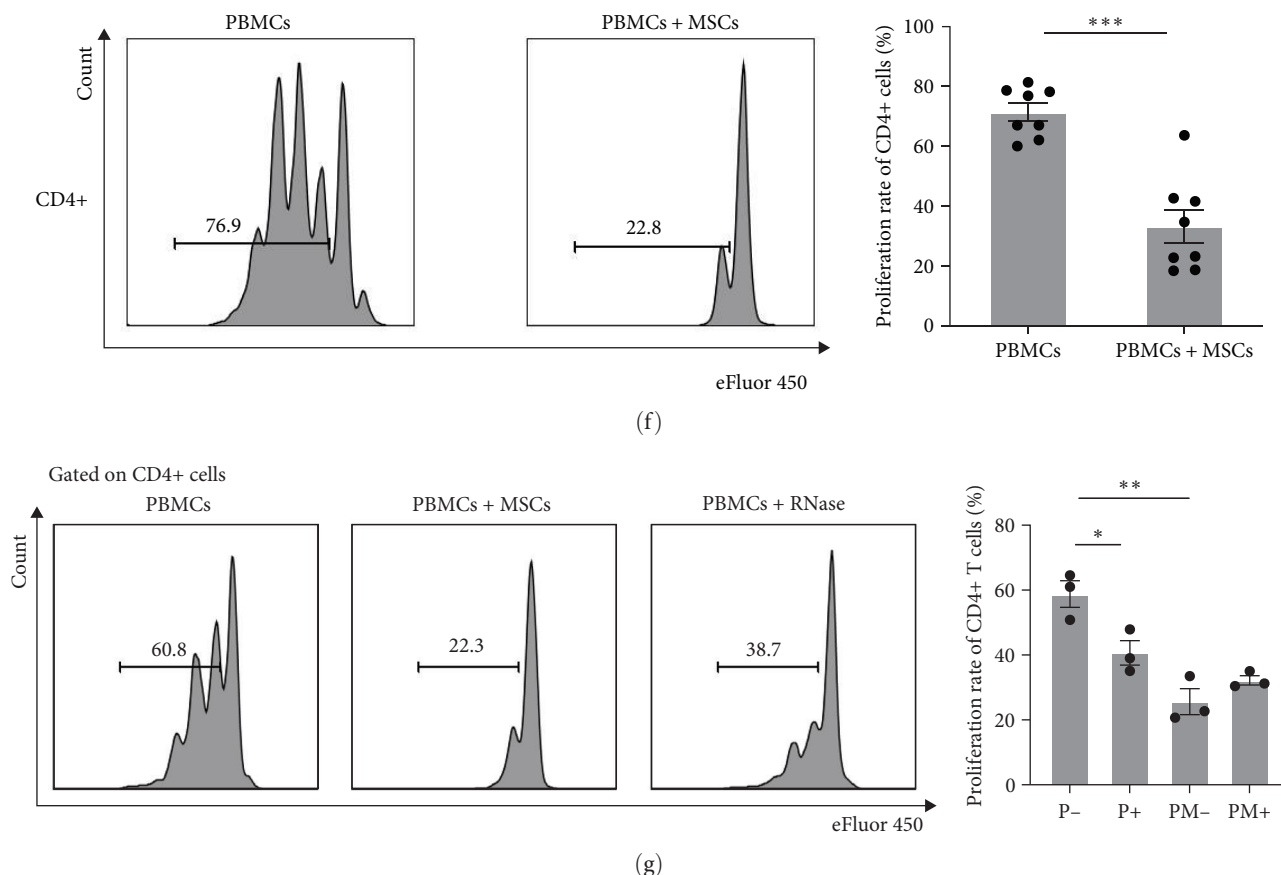 PBMCs
PBMCs + MSCs
Count
CD4+
76.9
22.8
eFluor 450
***
Proliferation rate of CD4+ cells (%)
100
80
60
40
20
0
PBMCs
PBMCs + MSCs
(f)
Gated on CD4+ cells
PBMCs
PBMCs + MSCs
PBMCs + RNase
Count
60.8
22.3
38.7
eFluor 450
**
*
Proliferation rate of CD4+ T cells (%)
80
60
40
20
0
P–
P+
PM–
PM+
(g)